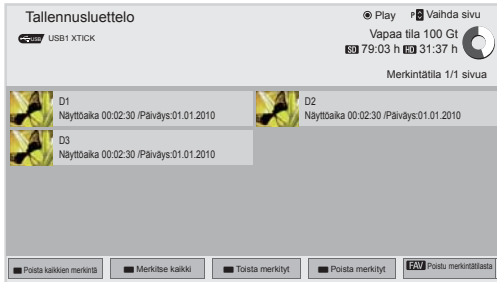 Tallennusluettelo
Play P Vaihda sivu
USB USB1 XTICK
Vapaa tila 100 Gt
SD 79:03 h HD 31:37 h
Merkintätila 1/1 sivua
D1
Näyttöaika 00:02:30 /Päiväys:01.01.2010
D2
Näyttöaika 00:02:30 /Päiväys:01.01.2010
D3
Näyttöaika 00:02:30 /Päiväys:01.01.2010
Poista kaikkien merkintä
Merkitse kaikki
Toista merkityt
Poista merkityt
FAV Poistu merkintätilasta